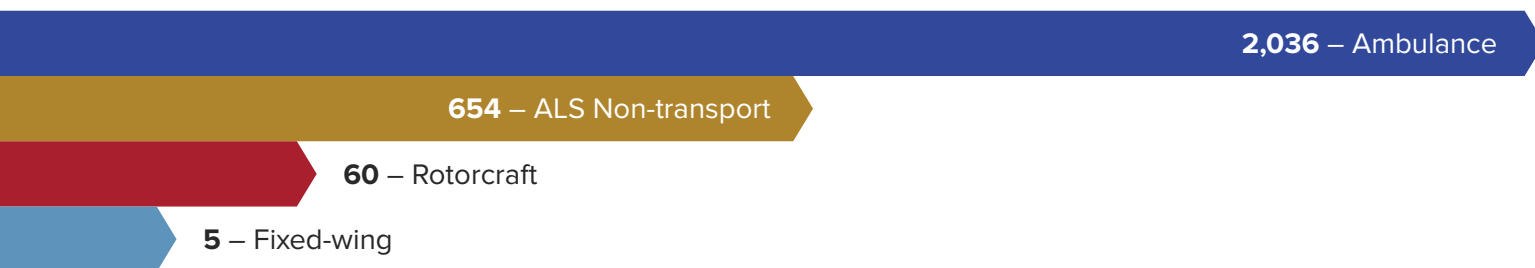 2,036 – Ambulance
654 – ALS Non-transport
60 – Rotorcraft
5 – Fixed-wing